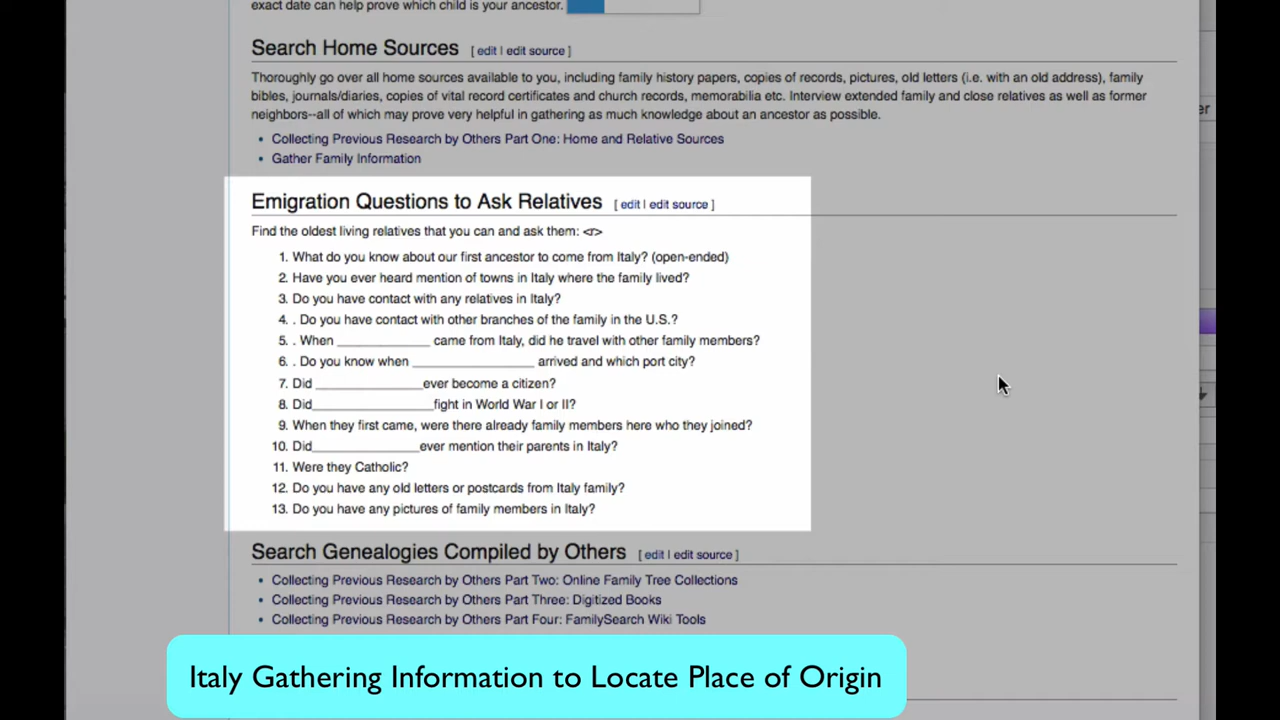 exact date can help prove which child is your ancestor.
Search Home Sources [ edit | edit source ]
Thoroughly go over all home sources available to you, including family history papers, copies of records, pictures, old letters (i.e. with an old address), family
bibles, journals/diaries, copies of vital record certificates and church records, memorabilia etc. Interview extended family and close relatives as well as former
neighbors--all of which may prove very helpful in gathering as much knowledge about an ancestor as possible.
• Collecting Previous Research by Others Part One: Home and Relative Sources
• Gather Family Information
Emigration Questions to Ask Relatives [ edit | edit source ]
Find the oldest living relatives that you can and ask them: <r>
1. What do you know about our first ancestor to come from Italy? (open-ended)
2. Have you ever heard mention of towns in Italy where the family lived?
3. Do you have contact with any relatives in Italy?
4. . Do you have contact with other branches of the family in the U.S.?
5. . When ______________ came from Italy, did he travel with other family members?
6. . Do you know when __________________ arrived and which port city?
7. Did ________________ever become a citizen?
8. Did__________________fight in World War I or II?
9. When they first came, were there already family members here who they joined?
10. Did________________ever mention their parents in Italy?
11. Were they Catholic?
12. Do you have any old letters or postcards from Italy family?
13. Do you have any pictures of family members in Italy?
Search Genealogies Compiled by Others [ edit | edit source ]
• Collecting Previous Research by Others Part Two: Online Family Tree Collections
• Collecting Previous Research by Others Part Three: Digitized Books
• Collecting Previous Research by Others Part Four: FamilySearch Wiki Tools
Italy Gathering Information to Locate Place of Origin